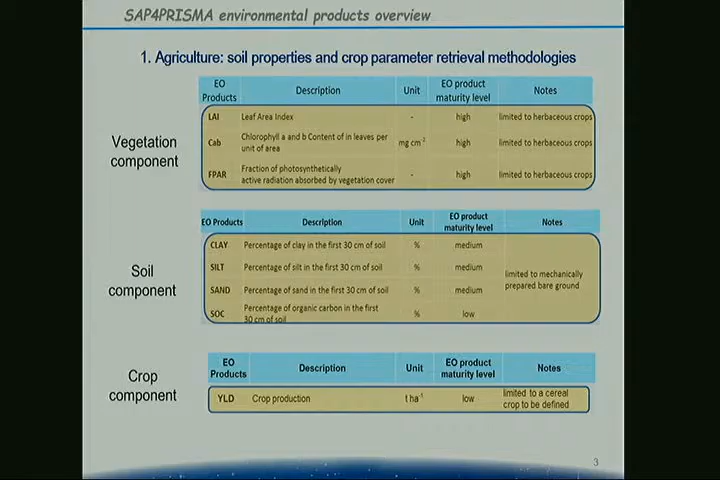 SAP4PRISMA environmental products overview
1. Agriculture: soil properties and crop parameter retrieval methodologies
Vegetation component
EO Products Description Unit EO product maturity level Notes
LAI Leaf Area Index - high limited to herbaceous crops
Cab Chlorophyll a and b Content of in leaves per unit of area mg cm⁻² high limited to herbaceous crops
FPAR Fraction of photosynthetically active radiation absorbed by vegetation cover - high limited to herbaceous crops
Soil component
EO Products Description Unit EO product maturity level Notes
CLAY Percentage of clay in the first 30 cm of soil % medium
SILT Percentage of silt in the first 30 cm of soil % medium
limited to mechanically prepared bare ground
SAND Percentage of sand in the first 30 cm of soil % medium
SOC Percentage of organic carbon in the first 30 cm of soil % low
Crop component
EO Products Description Unit EO product maturity level Notes
YLD Crop production t ha⁻¹ low limited to a cereal crop to be defined
3